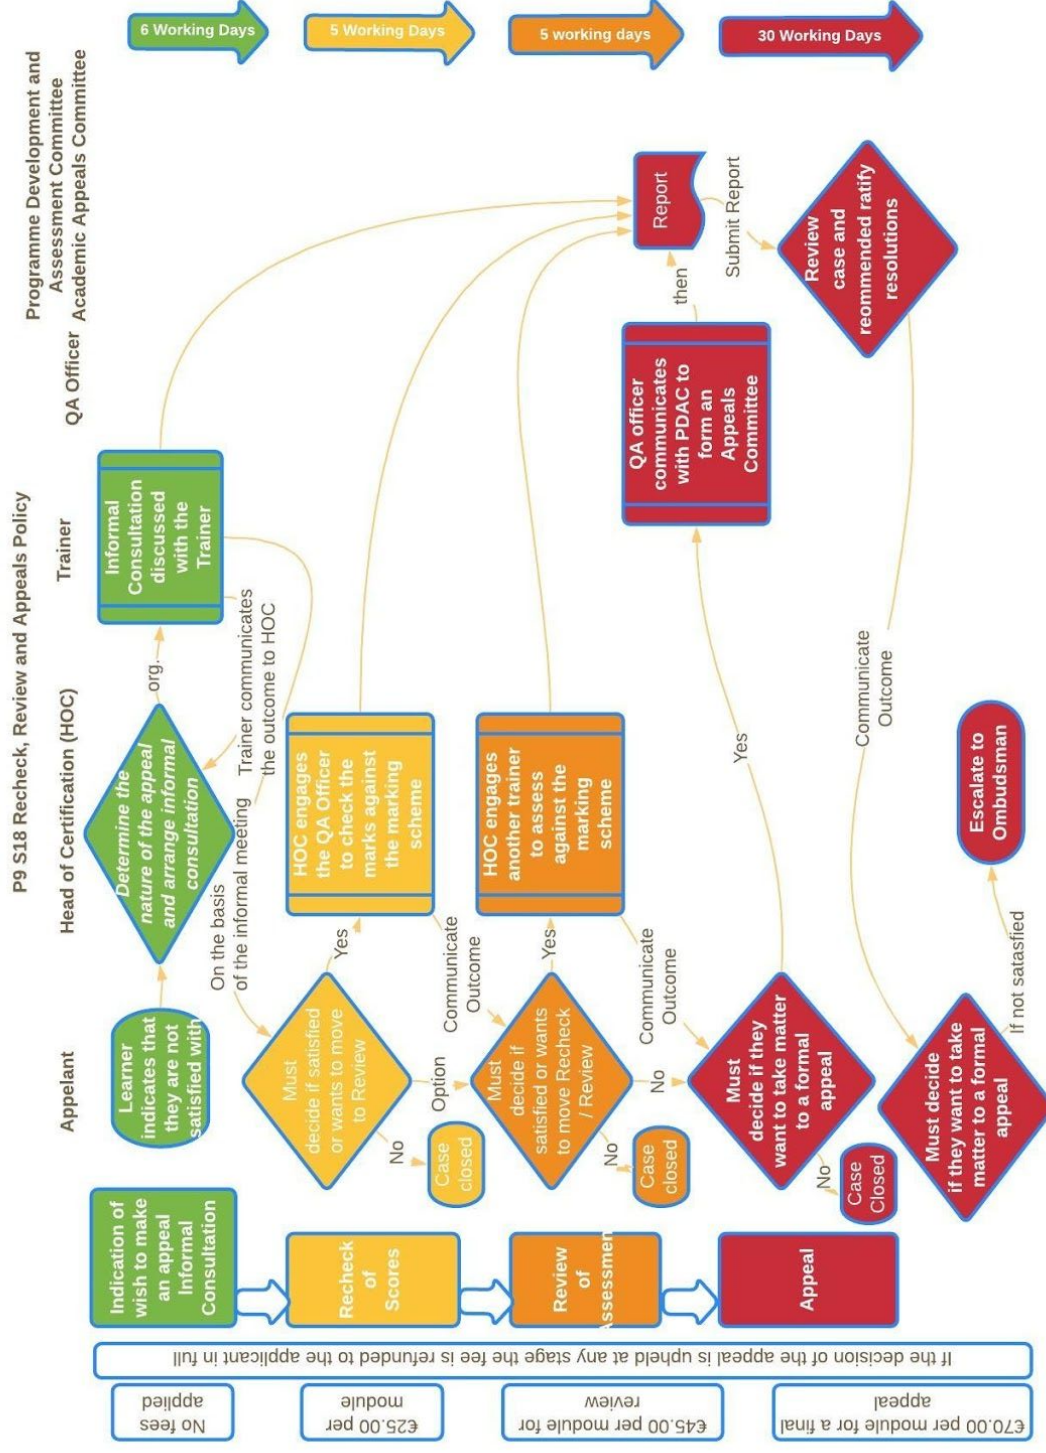 P9 S18 Recheck, Review and Appeals Policy
Appelant
Head of Certification (HOC)
Trainer
QA Officer
Programme Development and
Assessment Committee
Academic Appeals Committee
No fees
applied
€25.00 per
module
€45.00 per module for
review
€70.00 per module for a final
appeal
If the decision of the appeal is upheld at any stage the fee is refunded to the applicant in full
Indication of
wish to make
an appeal
Informal
Consultation
Learner
indicates that
they are not
satisfied with
Determine the
nature of the appeal
and arrange informal
consultation
org.
Informal
Consultation
discussed
with the
Trainer
6 Working Days
Trainer communicates
the outcome to HOC
On the basis
of the informal meeting
Recheck
of
Scores
Must
decide if satisfied
or wants to move
to Review
Yes
No
Case
closed
Option
HOC engages
the QA Officer
to check the
marks against
the marking
scheme
Communicate
Outcome
5 Working Days
Review
of
Assessmen
Must
decide if
satisfied or wants
to move Recheck
/ Review
Yes
No
Case
closed
No
HOC engages
another trainer
to assess
against the
marking
scheme
Communicate
Outcome
5 working days
Appeal
Must
decide if they
want to take matter
to a formal
appeal
No
Case
Closed
Yes
QA officer
communicates
with PDAC to
form an
Appeals
Committee
then
Report
Submit Report
Review
case and
reommended ratify
resolutions
30 Working Days
Communicate
Outcome
Must decide
if they want to take
matter to a formal
appeal
If not satasfied
Escalate to
Ombudsman